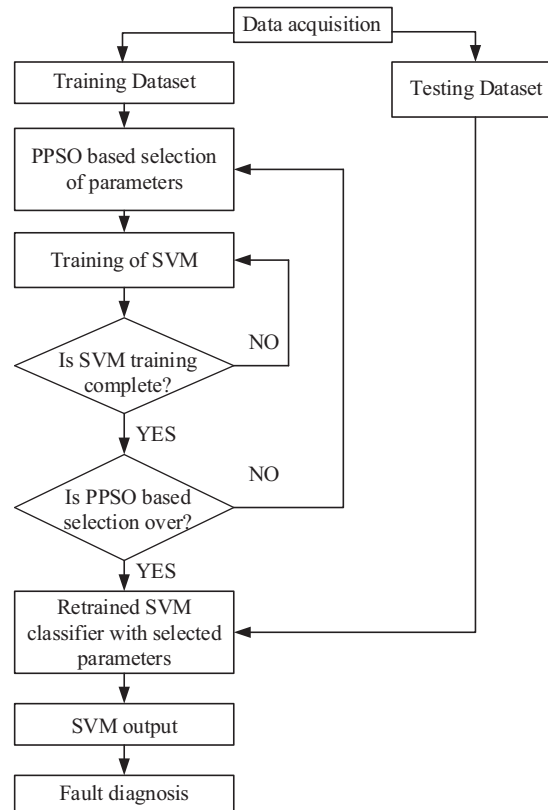 Data acquisition
Training Dataset
Testing Dataset
PPSO based selection
of parameters
Training of SVM
NO
Is SVM training
complete?
YES
NO
Is PPSO based
selection over?
YES
Retrained SVM
classifier with selected
parameters
SVM output
Fault diagnosis